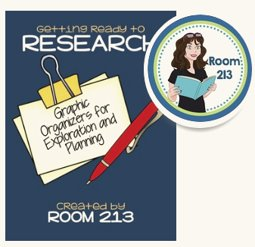 Getting Ready to
RESEARCH
Graphic
Organizers for
Exploration and
Planning
Created by
ROOM 213
Room
213